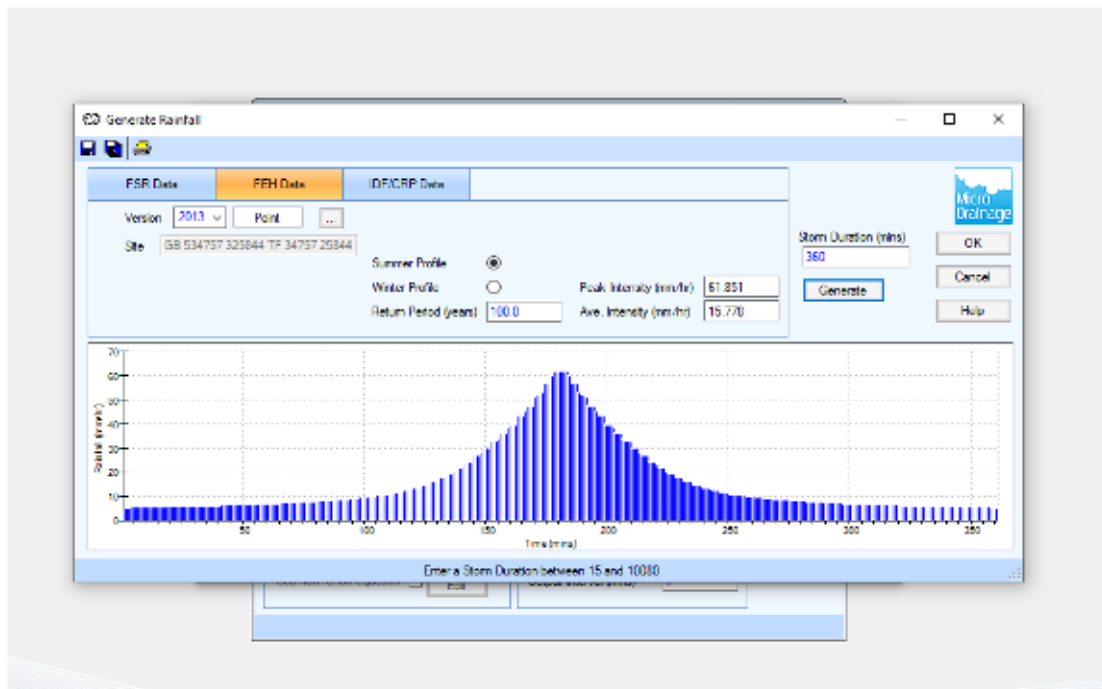 Generate Rainfall
FSR Data FEH Data IDF/CRP Data
Micro Drainage
Version 2013 Point ...
Site GB 534757 325844 TF 34757 25844
Summer Profile
Winter Profile
Return Period (years) 100.0
Peak Intensity (mm/hr) 61.851
Ave. Intensity (mm/hr) 15.770
Storm Duration (mins)
360
Generate
OK
Cancel
Help
Rainfall (mm/hr)
70
60
50
40
30
20
10
0
50 100 150 200 250 300 350
Time (mins)
Enter a Storm Duration between 15 and 10080